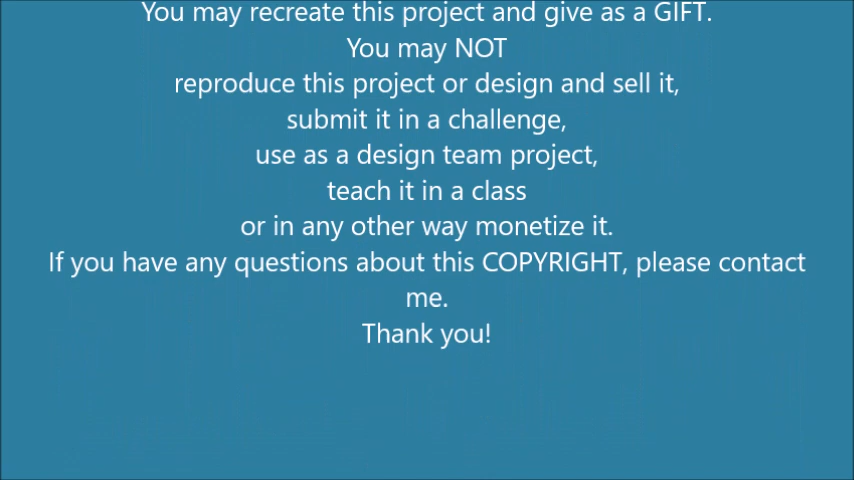 You may recreate this project and give as a GIFT.
You may NOT
reproduce this project or design and sell it,
submit it in a challenge,
use as a design team project,
teach it in a class
or in any other way monetize it.
If you have any questions about this COPYRIGHT, please contact
me.
Thank you!